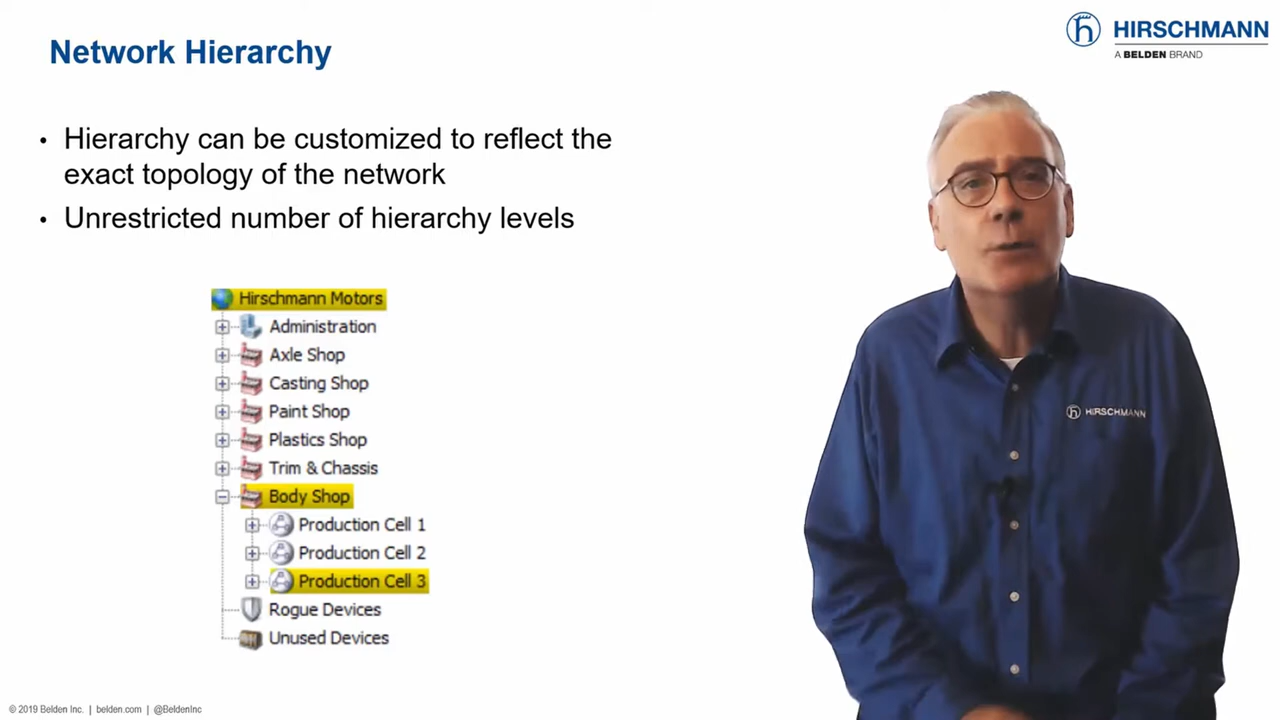 Network Hierarchy
HIRSCHMANN
A BELDEN BRAND
• Hierarchy can be customized to reflect the
exact topology of the network
• Unrestricted number of hierarchy levels
Hirschmann Motors
Administration
Axle Shop
Casting Shop
Paint Shop
Plastics Shop
Trim & Chassis
Body Shop
Production Cell 1
Production Cell 2
Production Cell 3
Rogue Devices
Unused Devices
HIRSCHMANN
© 2019 Belden Inc. | belden.com | @BeldenInc